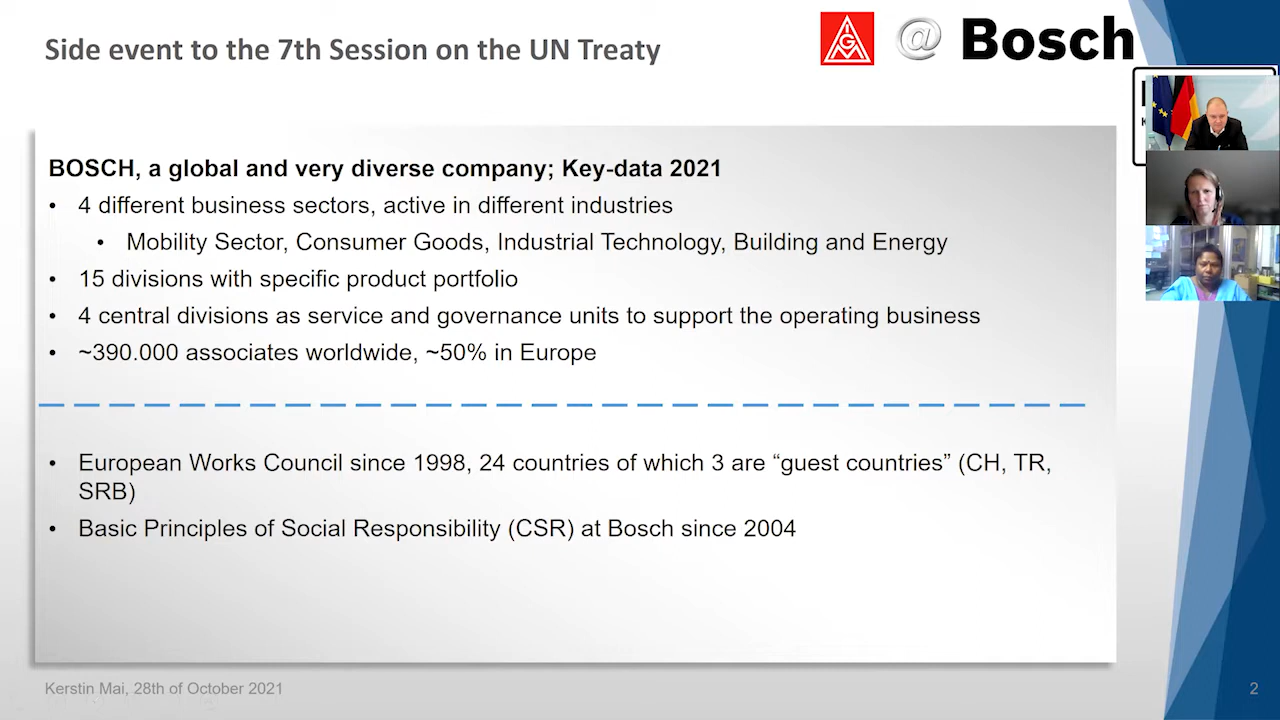 Side event to the 7th Session on the UN Treaty
IGM
@ Bosch
BOSCH, a global and very diverse company; Key-data 2021
• 4 different business sectors, active in different industries
• Mobility Sector, Consumer Goods, Industrial Technology, Building and Energy
• 15 divisions with specific product portfolio
• 4 central divisions as service and governance units to support the operating business
• ~390.000 associates worldwide, ~50% in Europe
• European Works Council since 1998, 24 countries of which 3 are “guest countries” (CH, TR,
SRB)
• Basic Principles of Social Responsibility (CSR) at Bosch since 2004
Kerstin Mai, 28th of October 2021
2